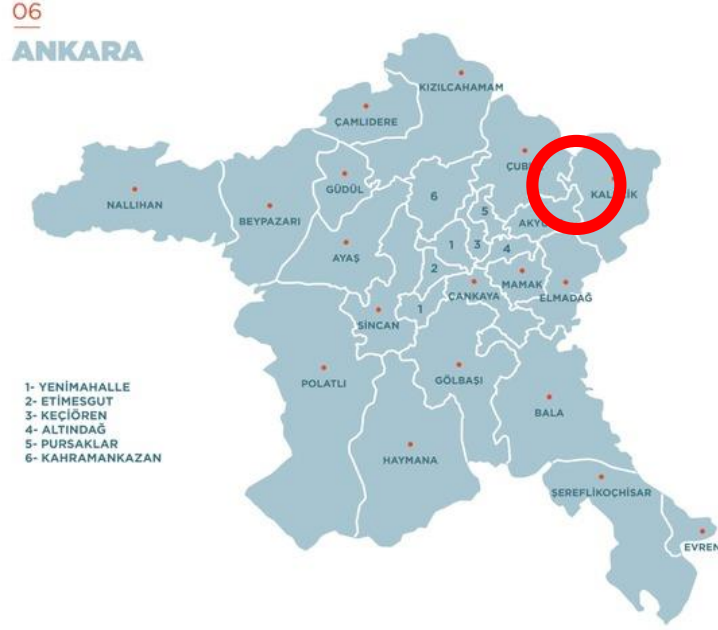 06
ANKARA
KIZILCAHAMAM
ÇAMLIDERE
GÜDÜL
6
NALLIHAN
BEYPAZARI
5
AYAŞ
1
3
4
2
MAMAK
ELMADAĞ
ÇANKAYA
1
SİNCAN
POLATLI
GÖLBAŞI
BALA
HAYMANA
1- YENİMAHALLE
2- ETİMESGUT
3- KEÇİÖREN
4- ALTINDAĞ
5- PURSAKLAR
6- KAHRAMANKAZAN
ŞEREFLİKOÇHİSAR
EVREN